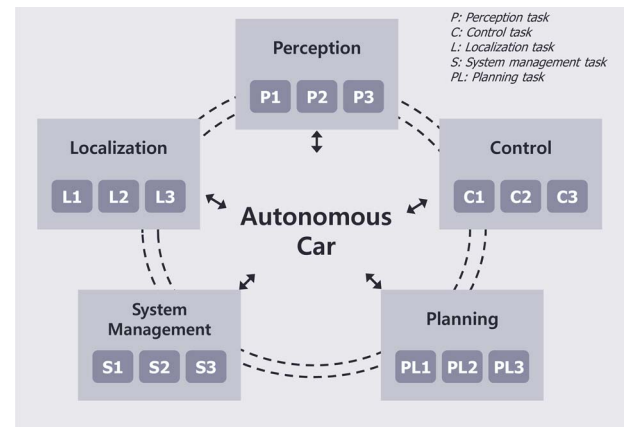 P: Perception task
C: Control task
L: Localization task
S: System management task
PL: Planning task
Perception
P1 P2 P3
Localization
L1 L2 L3
Control
C1 C2 C3
Autonomous
Car
System
Management
S1 S2 S3
Planning
PL1 PL2 PL3